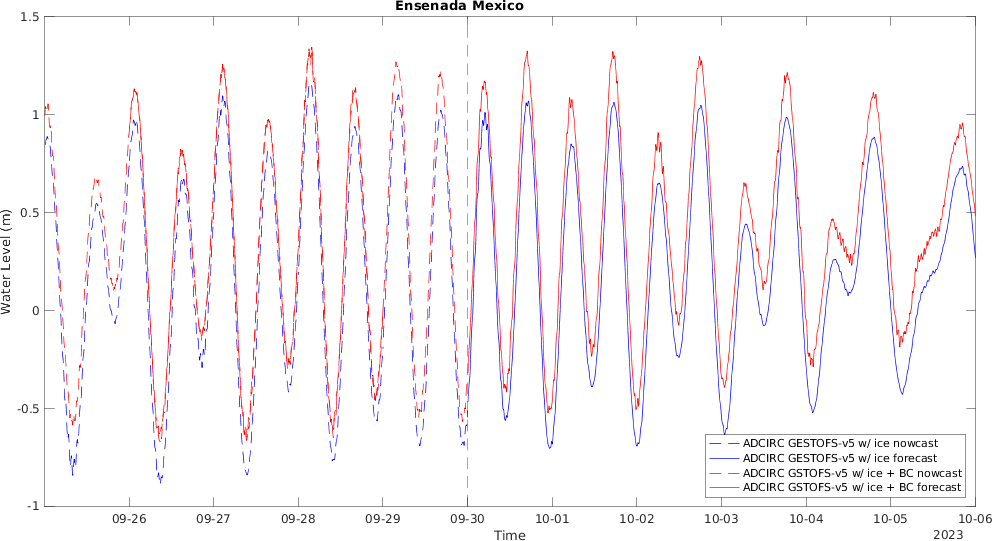 Ensenada Mexico
1.5
1
0.5
0
-0.5
-1
Water Level (m)
09-26 09-27 09-28 09-29 09-30 10-01 10-02 10-03 10-04 10-05 10-06
Time
2023
ADCIRC GESTOFS-v5 w/ ice nowcast
ADCIRC GESTOFS-v5 w/ ice forecast
ADCIRC GSTOFS-v5 w/ ice + BC nowcast
ADCIRC GSTOFS-v5 w/ ice + BC forecast